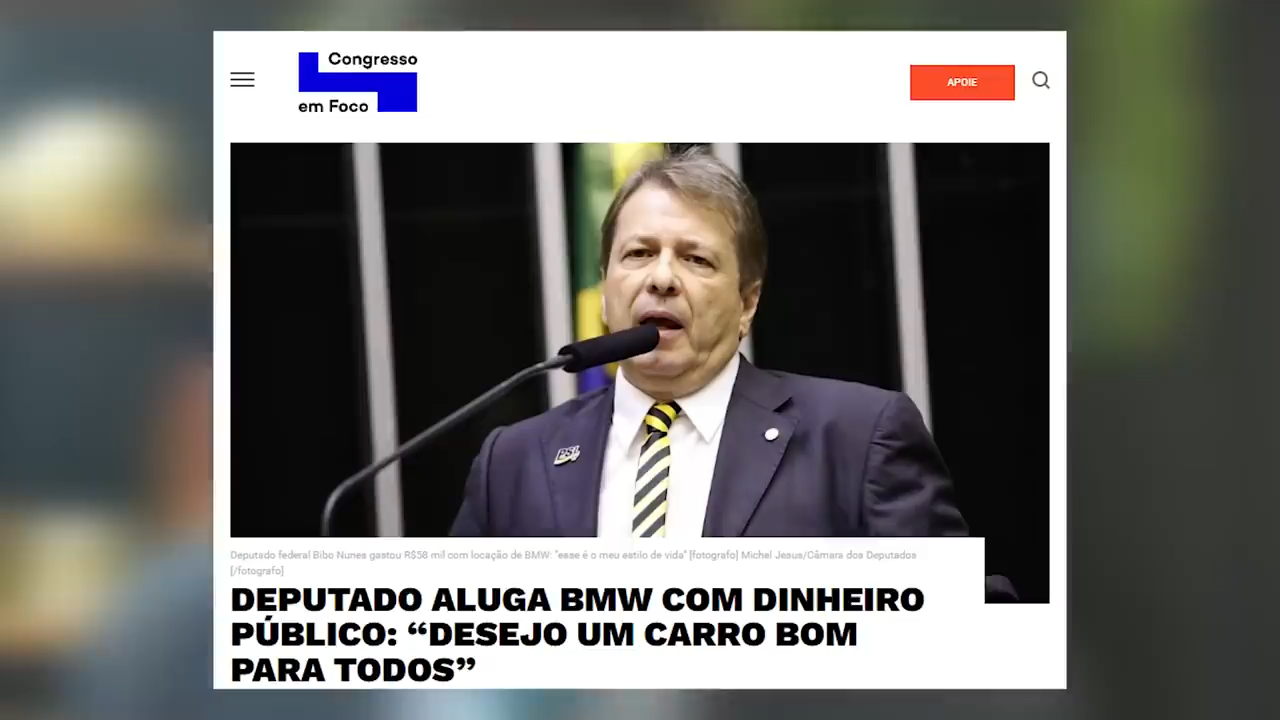 Congresso
em Foco
APOIE
PSL
Deputado federal Bibo Nunes gastou R$58 mil com locação de BMW: "esse é o meu estilo de vida" [fotografo] Michel Jesus/Câmara dos Deputados
[/fotografo]
DEPUTADO ALUGA BMW COM DINHEIRO
PÚBLICO: “DESEJO UM CARRO BOM
PARA TODOS”